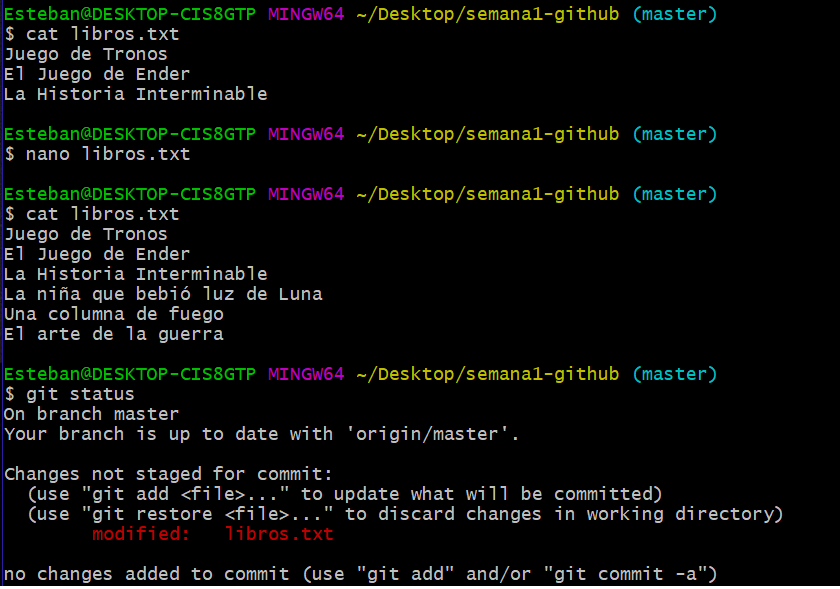 Esteban@DESKTOP-CIS8GTP MINGW64 ~/Desktop/semana1-github (master)
$ cat libros.txt
Juego de Tronos
El Juego de Ender
La Historia Interminable
Esteban@DESKTOP-CIS8GTP MINGW64 ~/Desktop/semana1-github (master)
$ nano libros.txt
Esteban@DESKTOP-CIS8GTP MINGW64 ~/Desktop/semana1-github (master)
$ cat libros.txt
Juego de Tronos
El Juego de Ender
La Historia Interminable
La niña que bebió luz de Luna
Una columna de fuego
El arte de la guerra
Esteban@DESKTOP-CIS8GTP MINGW64 ~/Desktop/semana1-github (master)
$ git status
On branch master
Your branch is up to date with 'origin/master'.
Changes not staged for commit:
(use "git add <file>..." to update what will be committed)
(use "git restore <file>..." to discard changes in working directory)
modified: libros.txt
no changes added to commit (use "git add" and/or "git commit -a")